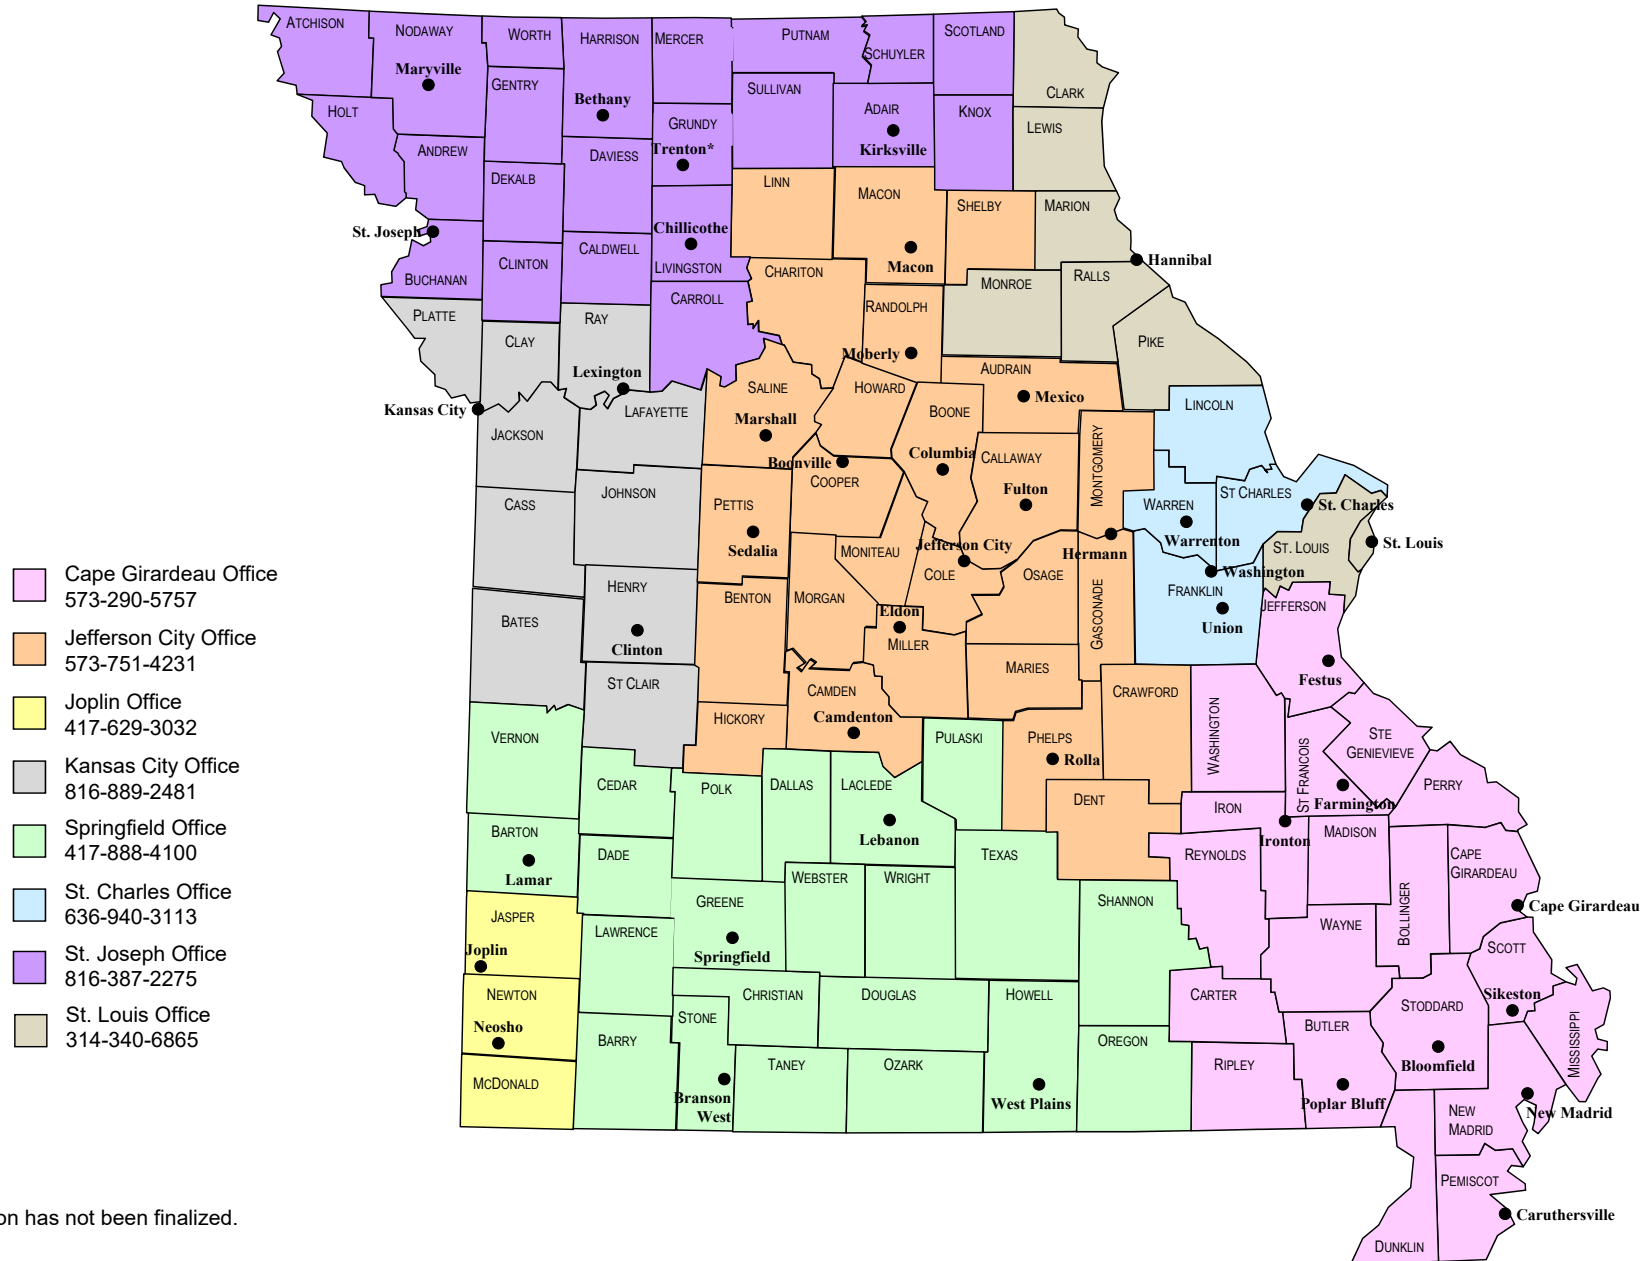 ATCHISON
NODAWAY
WORTH
HARRISON
MERCER
PUTNAM
SCHUYLER
SCOTLAND
CLARK
Maryville
GENTRY
Bethany
SULLIVAN
ADAIR
KNOX
HOLT
GRUNDY
LEWIS
ANDREW
DAVIESS
Trenton*
Kirksville
DEKALB
LINN
MACON
SHELBY
MARION
St. Joseph
Chillicothe
CALDWELL
CLINTON
LIVINGSTON
Macon
Hannibal
BUCHANAN
CHARITON
MONROE
RALLS
CARROLL
RANDOLPH
PLATTE
RAY
CLAY
Moberly
PIKE
Lexington
AUDRAIN
SALINE
HOWARD
Mexico
Kansas City
LAFAYETTE
Marshall
BOONE
LINCOLN
JACKSON
Boonville
Columbia
CALLAWAY
MONTGOMERY
COOPER
JOHNSON
Fulton
ST CHARLES
CASS
PETTIS
WARREN
St. Charles
Sedalia
MONITEAU
Jefferson City
Hermann
Warrenton
ST. LOUIS
St. Louis
COLE
OSAGE
Washington
HENRY
BENTON
MORGAN
GASCONADE
FRANKLIN
JEFFERSON
Eldon
BATES
Clinton
MILLER
Union
MARIES
Festus
ST CLAIR
CAMDEN
CRAWFORD
HICKORY
Camdenton
WASHINGTON
VERNON
PULASKI
PHELPS
Rolla
STE
GENIEVIEVE
CEDAR
POLK
DALLAS
LACLEDE
DENT
ST FRANCOIS
PERRY
Farmington
IRON
BARTON
Lebanon
Ironton
MADISON
DADE
TEXAS
REYNOLDS
CAPE
GIRARDEAU
Lamar
WEBSTER
WRIGHT
GREENE
SHANNON
BOLLINGER
Cape Girardeau
JASPER
LAWRENCE
WAYNE
Joplin
Springfield
SCOTT
NEWTON
CHRISTIAN
DOUGLAS
HOWELL
CARTER
STODDARD
Sikeston
Neosho
STONE
BUTLER
MISSISSIPPI
BARRY
OREGON
TANEY
OZARK
RIPLEY
Bloomfield
MCDONALD
Branson
West
West Plains
Poplar Bluff
NEW
MADRID
New Madrid
PEMISCOT
Caruthersville
DUNKLIN
Cape Girardeau Office
573-290-5757
Jefferson City Office
573-751-4231
Joplin Office
417-629-3032
Kansas City Office
816-889-2481
Springfield Office
417-888-4100
St. Charles Office
636-940-3113
St. Joseph Office
816-387-2275
St. Louis Office
314-340-6865
on has not been finalized.